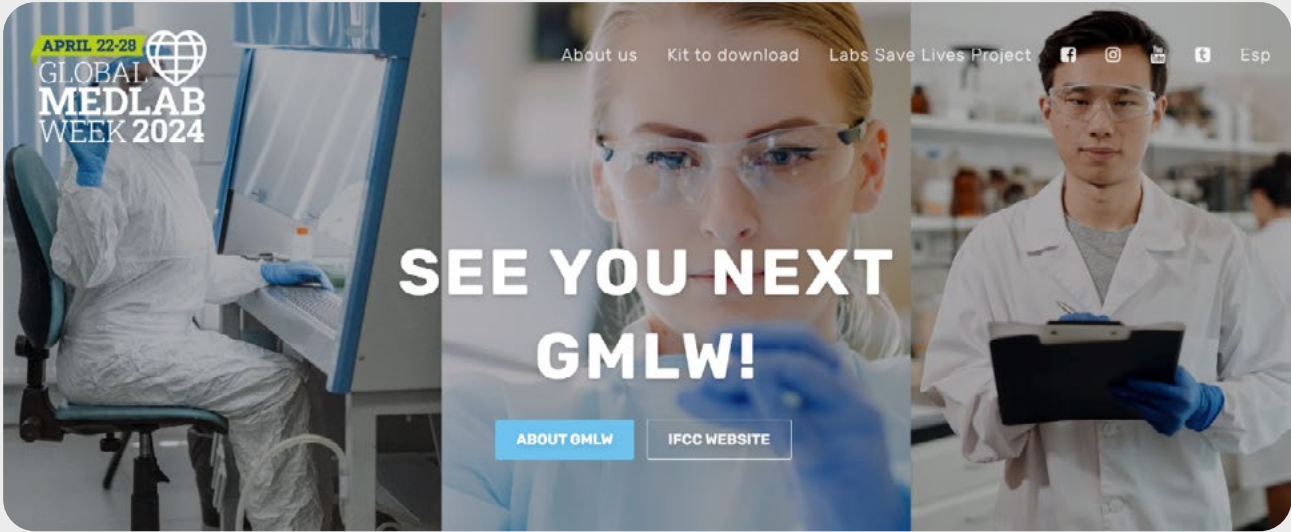 APRIL 22-28
GLOBAL
MEDLAB
WEEK 2024
About us Kit to download Labs Save Lives Project Esp
SEE YOU NEXT
GMLW!
ABOUT GMLW IFCC WEBSITE